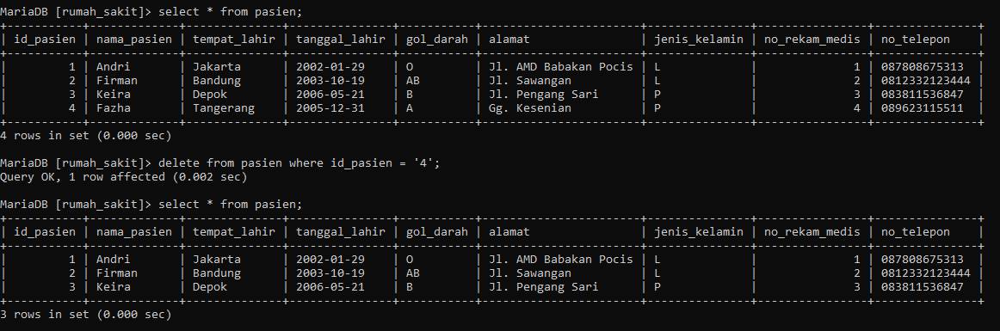 MariaDB [rumah_sakit]> select * from pasien;
+-----------+-------------+--------------+---------------+-----------+----------------------+---------------+----------------+---------------+
| id_pasien | nama_pasien | tempat_lahir | tanggal_lahir | gol_darah | alamat               | jenis_kelamin | no_rekam_medis | no_telepon    |
+-----------+-------------+--------------+---------------+-----------+----------------------+---------------+----------------+---------------+
|         1 | Andri       | Jakarta      | 2002-01-29    | O         | Jl. AMD Babakan Pocis | L             |              1 | 087808675313  |
|         2 | Firman      | Bandung      | 2003-10-19    | AB        | Jl. Sawangan         | L             |              2 | 0812332123444 |
|         3 | Keira       | Depok        | 2006-05-21    | B         | Jl. Pengang Sari     | P             |              3 | 083811536847  |
|         4 | Fazha       | Tangerang    | 2005-12-31    | A         | Gg. Kesenian         | P             |              4 | 089623115511  |
+-----------+-------------+--------------+---------------+-----------+----------------------+---------------+----------------+---------------+
4 rows in set (0.000 sec)
MariaDB [rumah_sakit]> delete from pasien where id_pasien = '4';
Query OK, 1 row affected (0.002 sec)
MariaDB [rumah_sakit]> select * from pasien;
+-----------+-------------+--------------+---------------+-----------+----------------------+---------------+----------------+---------------+
| id_pasien | nama_pasien | tempat_lahir | tanggal_lahir | gol_darah | alamat               | jenis_kelamin | no_rekam_medis | no_telepon    |
+-----------+-------------+--------------+---------------+-----------+----------------------+---------------+----------------+---------------+
|         1 | Andri       | Jakarta      | 2002-01-29    | O         | Jl. AMD Babakan Pocis | L             |              1 | 087808675313  |
|         2 | Firman      | Bandung      | 2003-10-19    | AB        | Jl. Sawangan         | L             |              2 | 0812332123444 |
|         3 | Keira       | Depok        | 2006-05-21    | B         | Jl. Pengang Sari     | P             |              3 | 083811536847  |
+-----------+-------------+--------------+---------------+-----------+----------------------+---------------+----------------+---------------+
3 rows in set (0.000 sec)